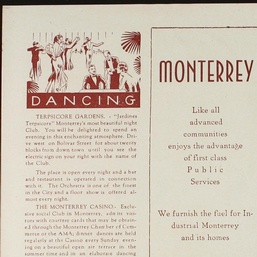 DANCING
TERPSICORE GARDENS. - "Jardines
Terpsicore" Monterrey's most beautiful night
Club. You will be delighted to spend an
evening in this enchanting atmosphere. Dri-
ve west on Bolivar Street for about twenty
blocks from down town until you see the
electric sign on your right with the name of
the Club.
The place is open every night and a bar
and restaurant is operated in connection
with it. The Orchestra is one of the finest
in the City and a floor show is offered al-
most every night.
THE MONTERREY CASINO.- Exclu-
sive social Club in Monterrey, admits tou-
rists with courtesy cards that may be obtain-
ed through the Monterrey Chamber of Com-
merce or the AMA, dinner dances are held
regularly at the Casino every Sunday even-
ing on a beautiful open air terrace in the
summer time and in an elaborate dancing
MONTERREY
Like all
advanced
communities
enjoys the advantage
of first class
Public
Services
We furnish the fuel for In-
dustrial Monterrey
and its homes